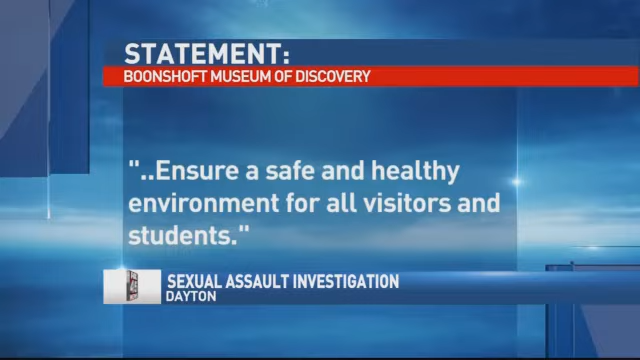 STATEMENT:
BOONSHOFT MUSEUM OF DISCOVERY
"..Ensure a safe and healthy
environment for all visitors and
students."
SEXUAL ASSAULT INVESTIGATION
DAYTON